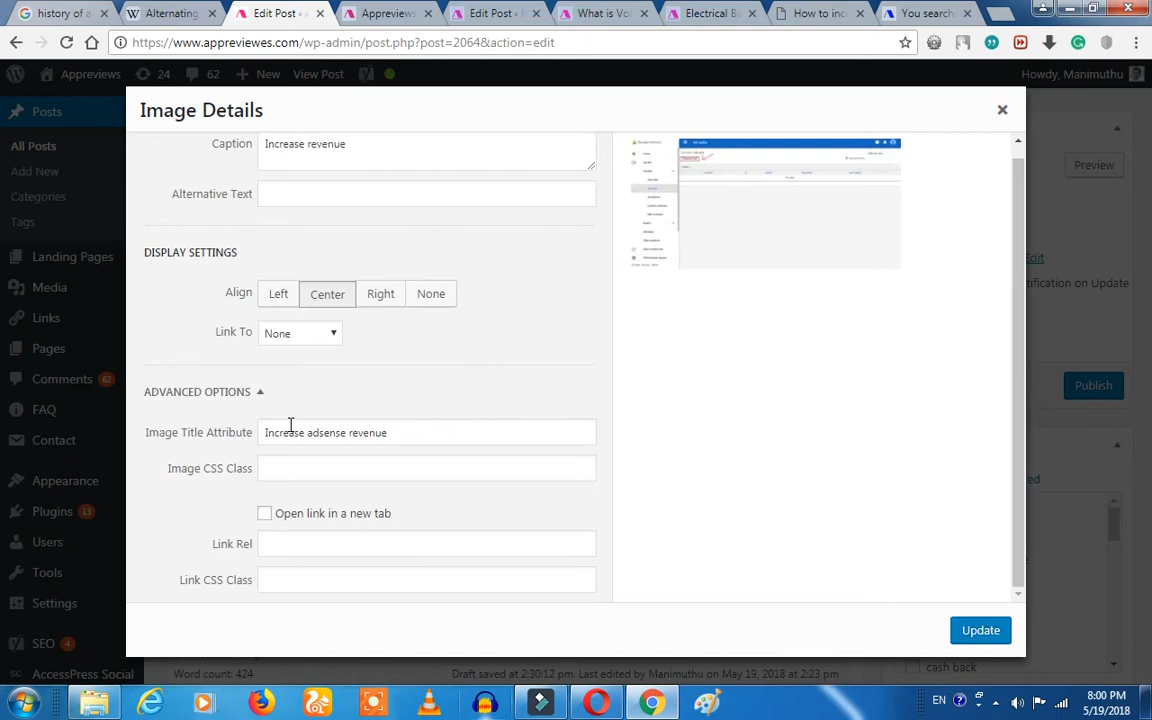 history of a
Alternating
Edit Post ‹
Appreviews
Edit Post ‹
What is Vol
Electrical Ba
How to inc
You search
https://www.appreviewes.com/wp-admin/post.php?post=2064&action=edit
Appreviews
24
62
New
View Post
Howdy, Manimuthu
Posts
All Posts
Add New
Categories
Tags
Landing Pages
Media
Links
Pages
Comments 62
FAQ
Contact
Appearance
Plugins 13
Users
Tools
Settings
SEO 4
AccessPress Social
Image Details
Caption
Increase revenue
Alternative Text
DISPLAY SETTINGS
Align
Left
Center
Right
None
Link To
None
ADVANCED OPTIONS
Image Title Attribute
Increase adsense revenue
Image CSS Class
Open link in a new tab
Link Rel
Link CSS Class
Update
Preview
Edit
tification on Update
Publish
ed
cash back
Word count: 424
Draft saved at 2:30:12 pm. Last edited by Manimuthu on May 19, 2018 at 2:23 pm
EN
8:00 PM
5/19/2018